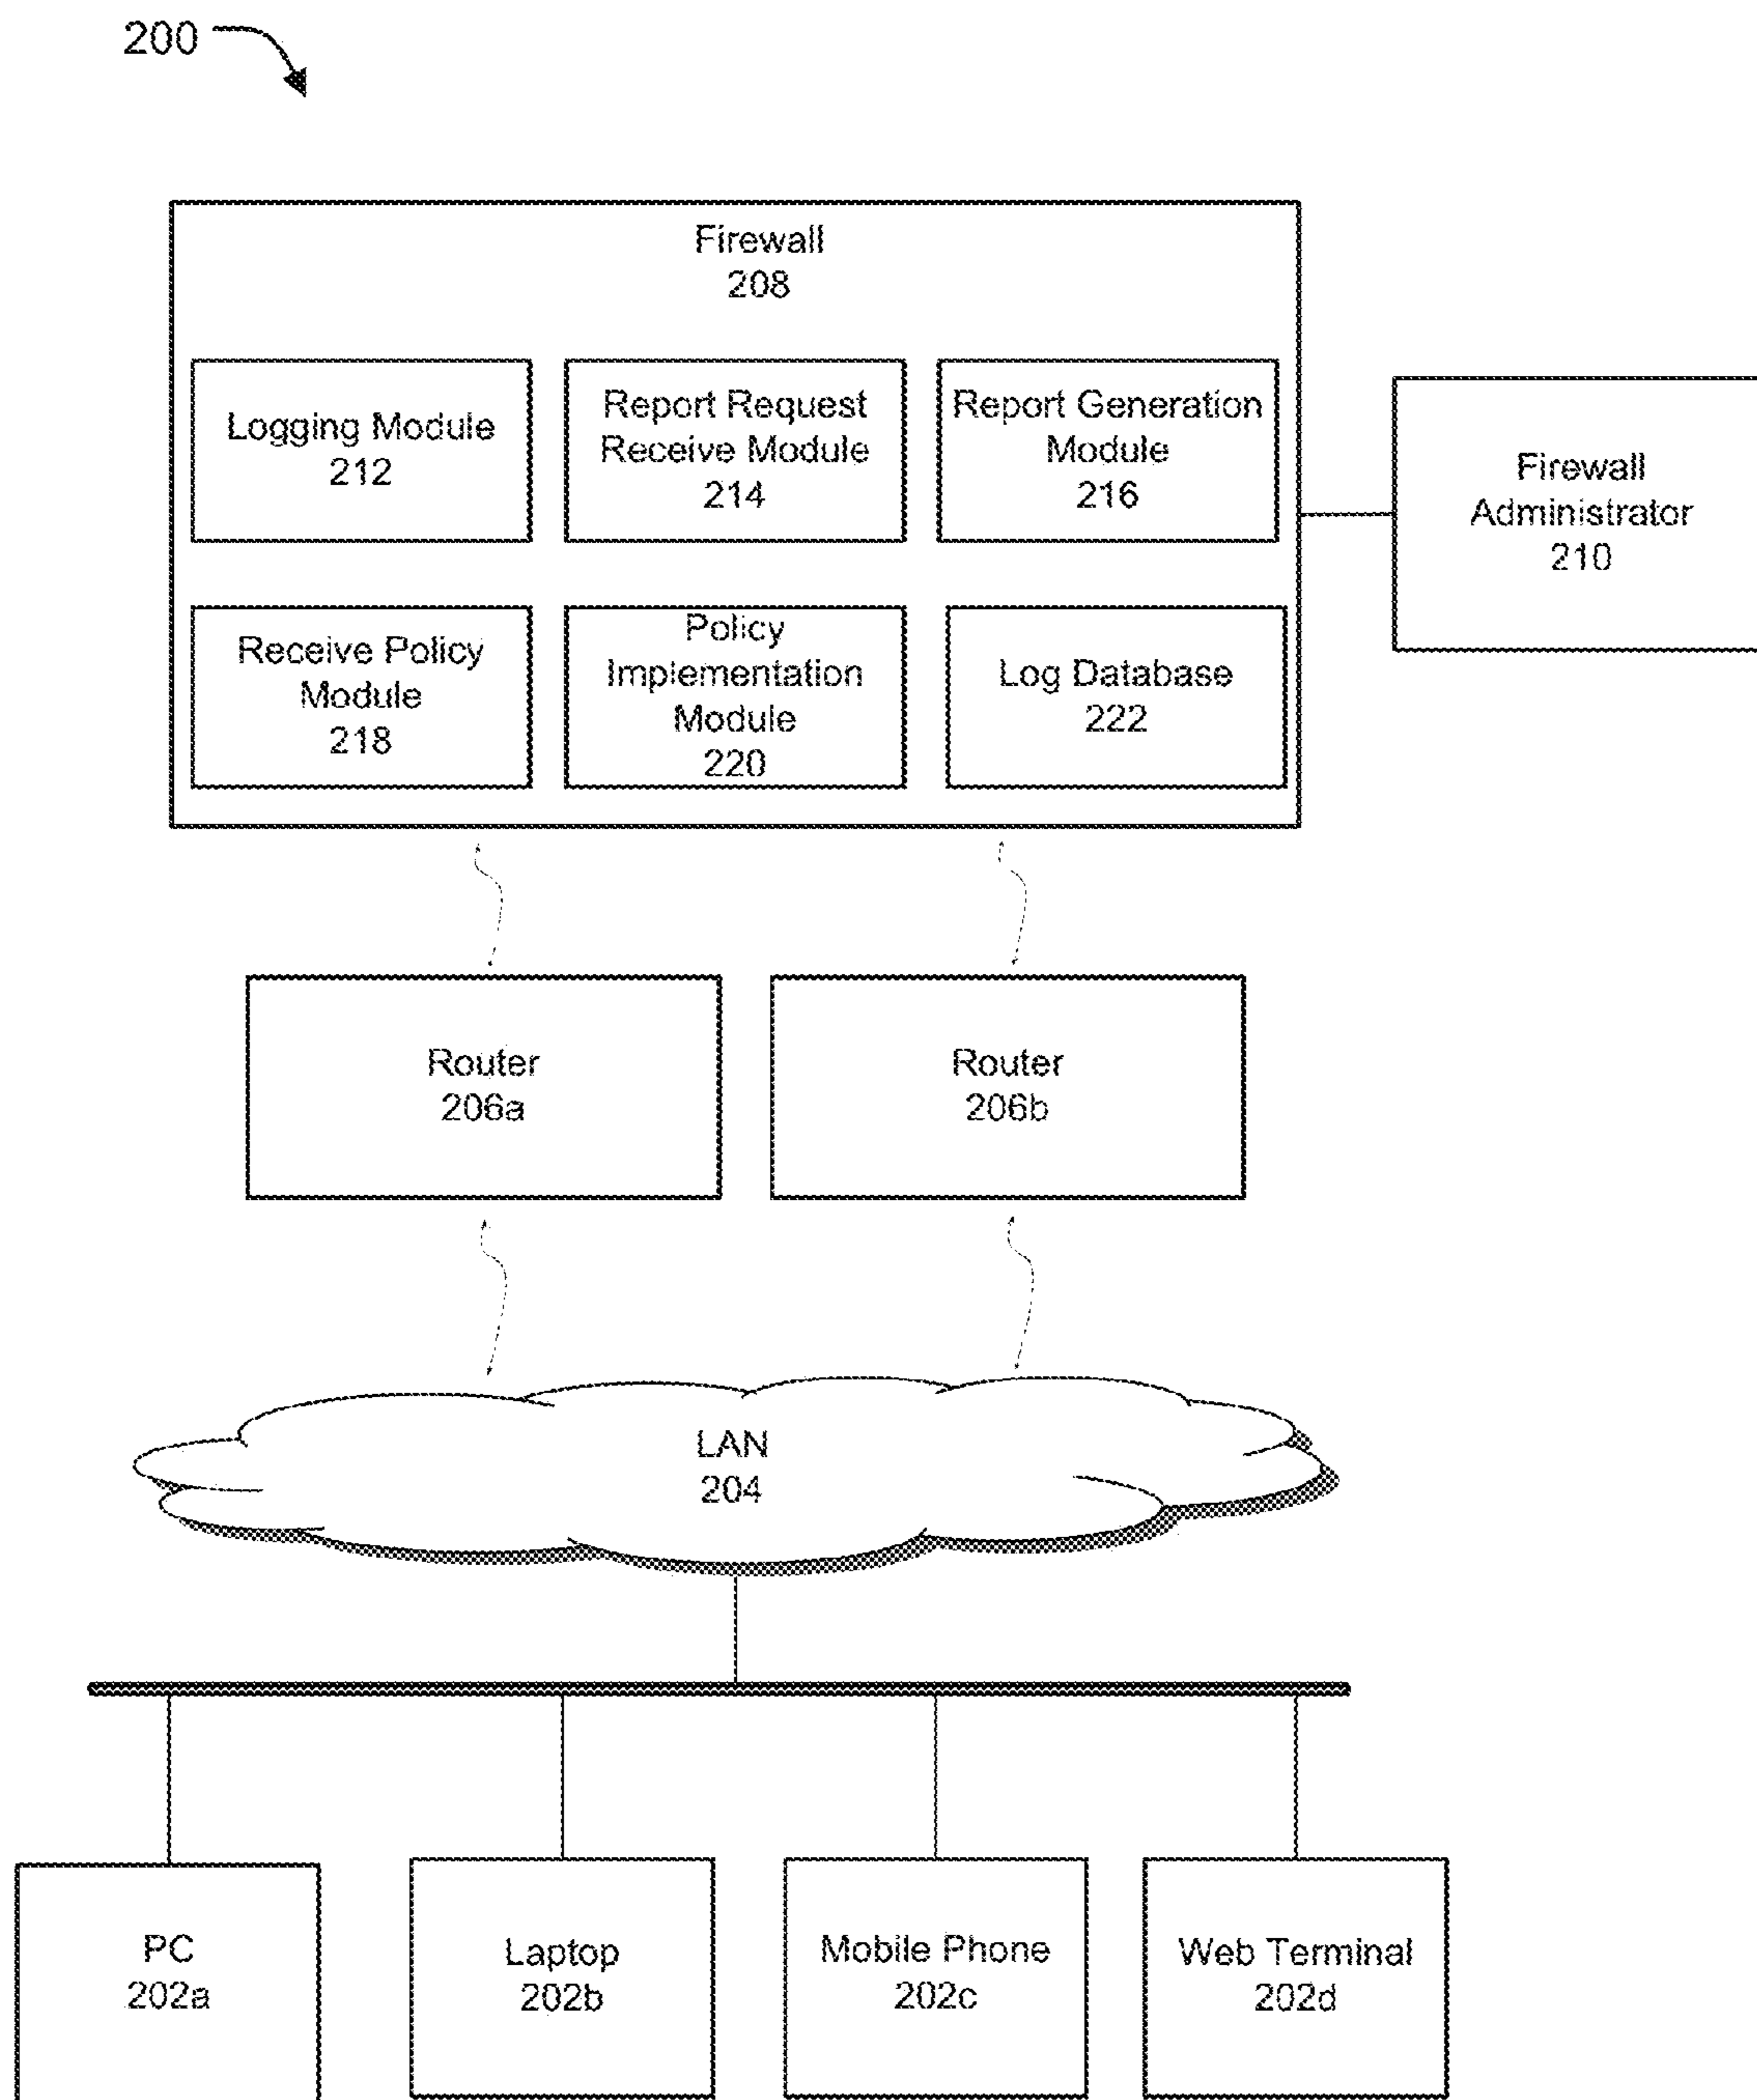 200
Firewall
208
Logging Module
212
Report Request
Receive Module
214
Report Generation
Module
216
Firewall
Administrator
210
Receive Policy
Module
218
Policy
Implementation
Module
220
Log Database
222
Router
206a
Router
206b
LAN
204
PC
202a
Laptop
202b
Mobile Phone
202c
Web Terminal
202d